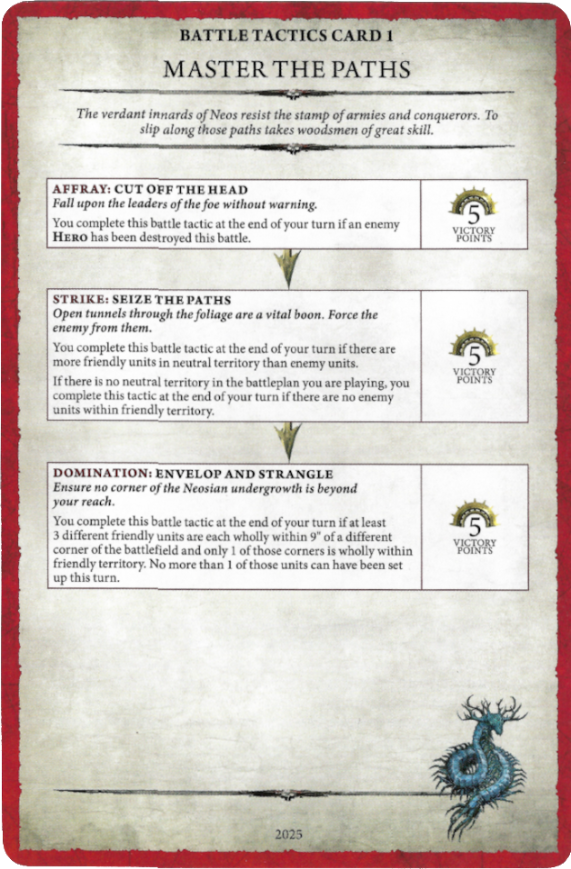 BATTLE TACTICS CARD 1
MASTER THE PATHS
The verdant innards of Neos resist the stamp of armies and conquerors. To
slip along those paths takes woodsmen of great skill.
AFFRAY: CUT OFF THE HEAD
Fall upon the leaders of the foe without warning.
You complete this battle tactic at the end of your turn if an enemy
HERO has been destroyed this battle.
5
VICTORY
POINTS
STRIKE: SEIZE THE PATHS
Open tunnels through the foliage are a vital boon. Force the
enemy from them.
You complete this battle tactic at the end of your turn if there are
more friendly units in neutral territory than enemy units.
If there is no neutral territory in the battleplan you are playing, you
complete this tactic at the end of your turn if there are no enemy
units within friendly territory.
5
VICTORY
POINTS
DOMINATION: ENVELOP AND STRANGLE
Ensure no corner of the Neosian undergrowth is beyond
your reach.
You complete this battle tactic at the end of your turn if at least
3 different friendly units are each wholly within 9" of a different
corner of the battlefield and only 1 of those corners is wholly within
friendly territory. No more than 1 of those units can have been set
up this turn.
5
VICTORY
POINTS
2025